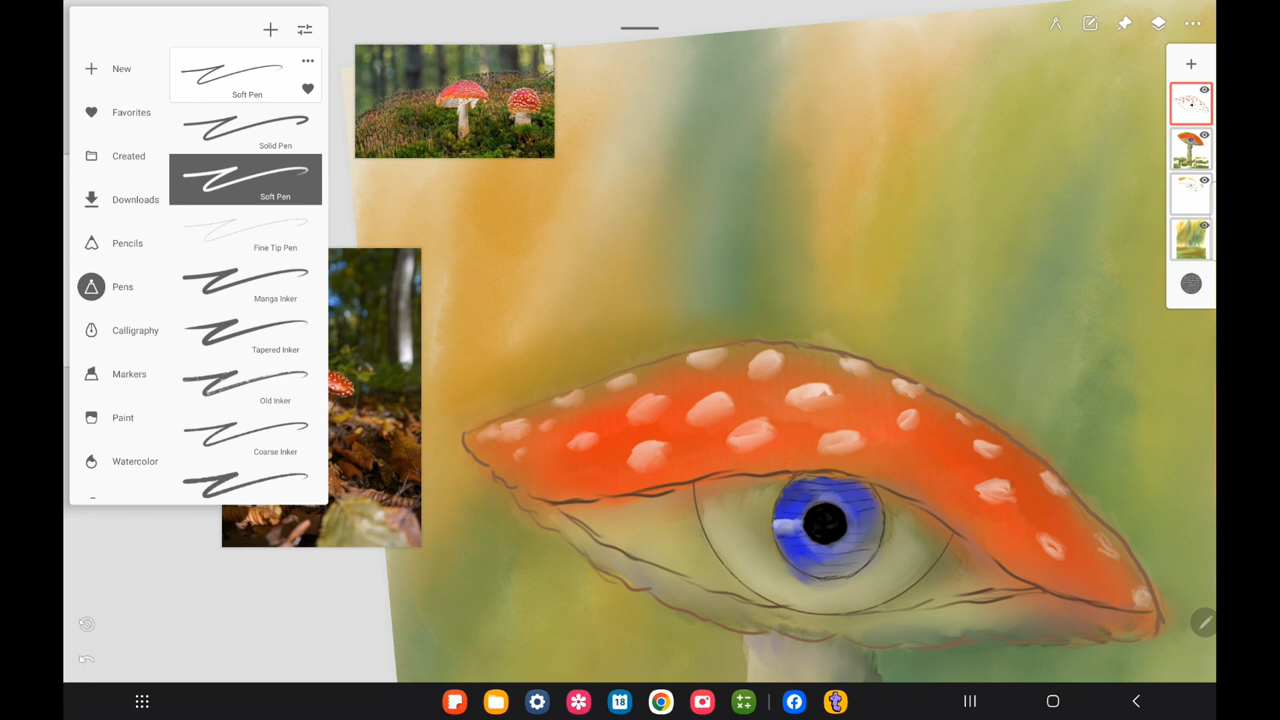 Soft Pen
New
Favorites
Solid Pen
Created
Soft Pen
Downloads
Pencils
Fine Tip Pen
Pens
Manga Inker
Calligraphy
Tapered Inker
Markers
Old Inker
Paint
Coarse Inker
Watercolor
18